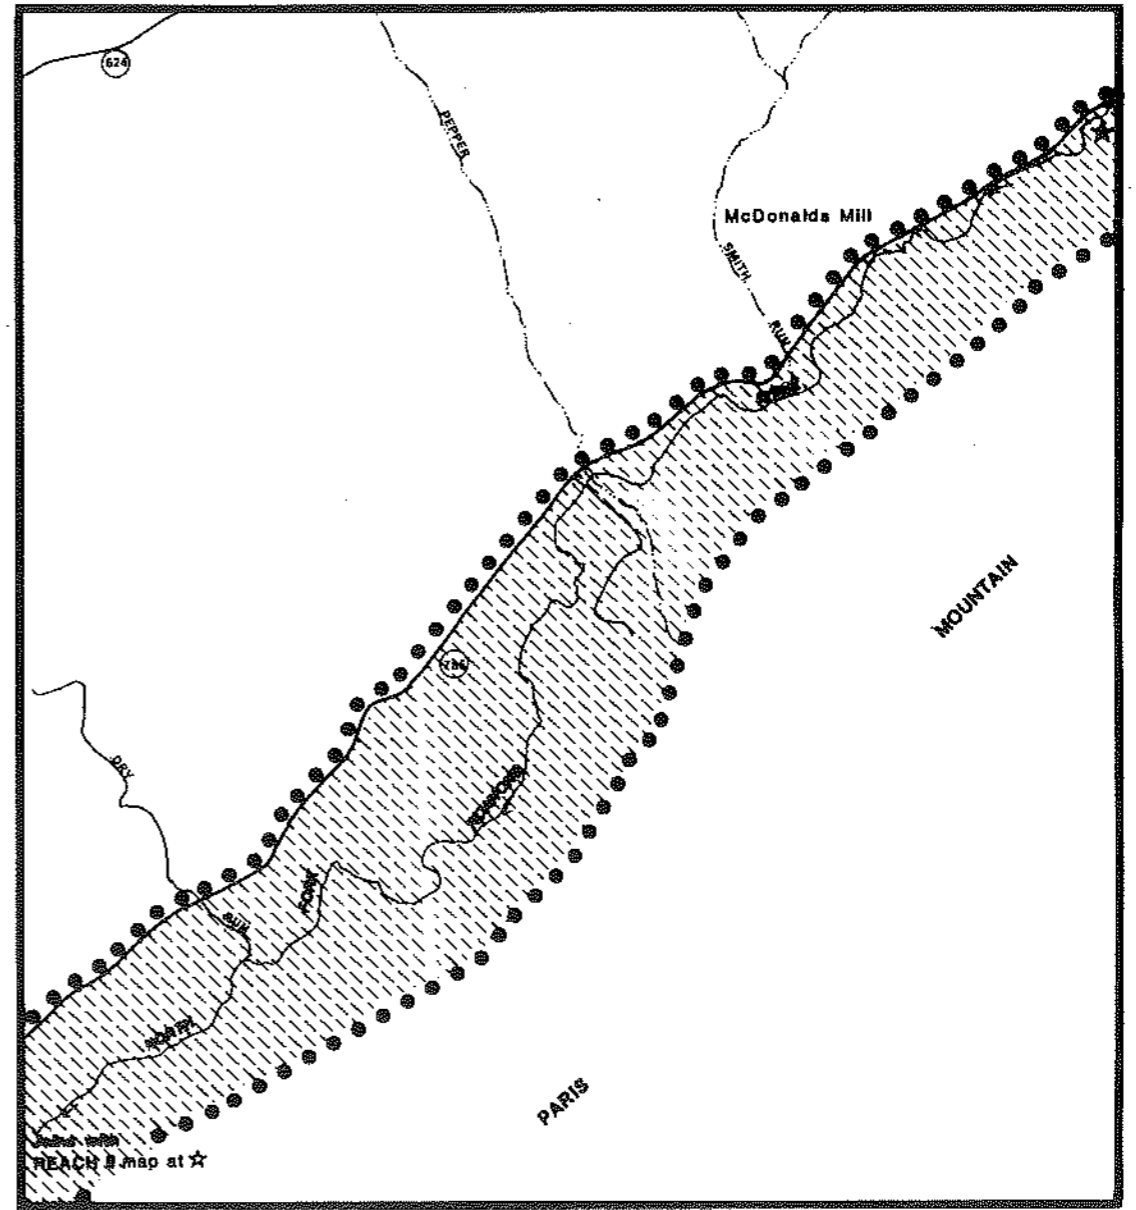 624
PEPPER
McDonalds Mill
SMITH
RUN
MOUNTAIN
DRY
RUN
FORK
NORTH
PARIS
REACH
map at ☆